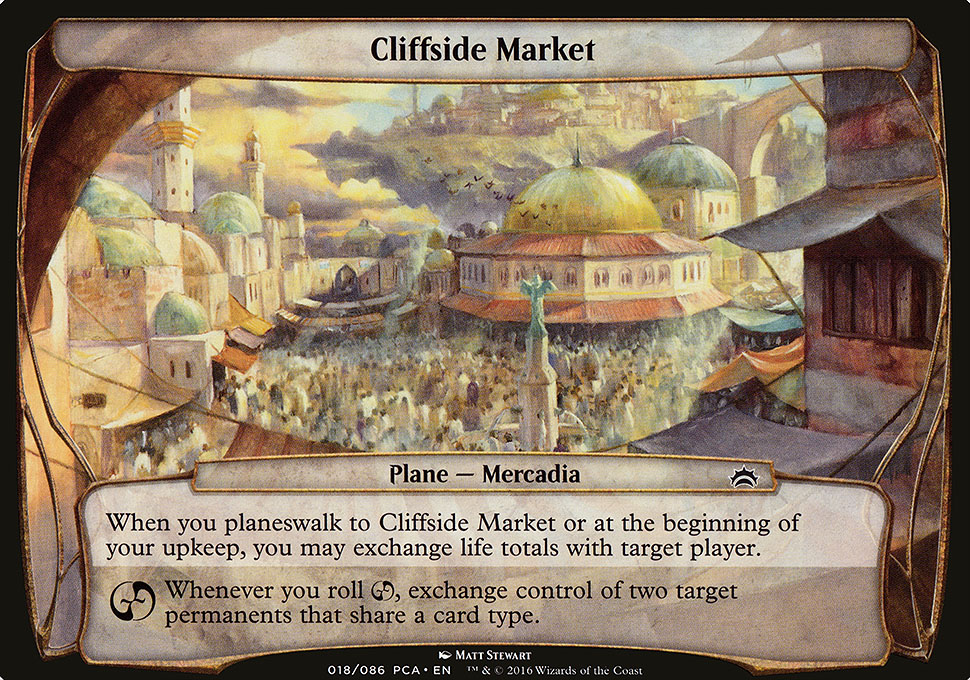 Cliffside Market
Plane — Mercadia
When you planeswalk to Cliffside Market or at the beginning of
your upkeep, you may exchange life totals with target player.
Whenever you roll , exchange control of two target
permanents that share a card type.
Matt Stewart
018/086 PCA • EN ™ & © 2016 Wizards of the Coast